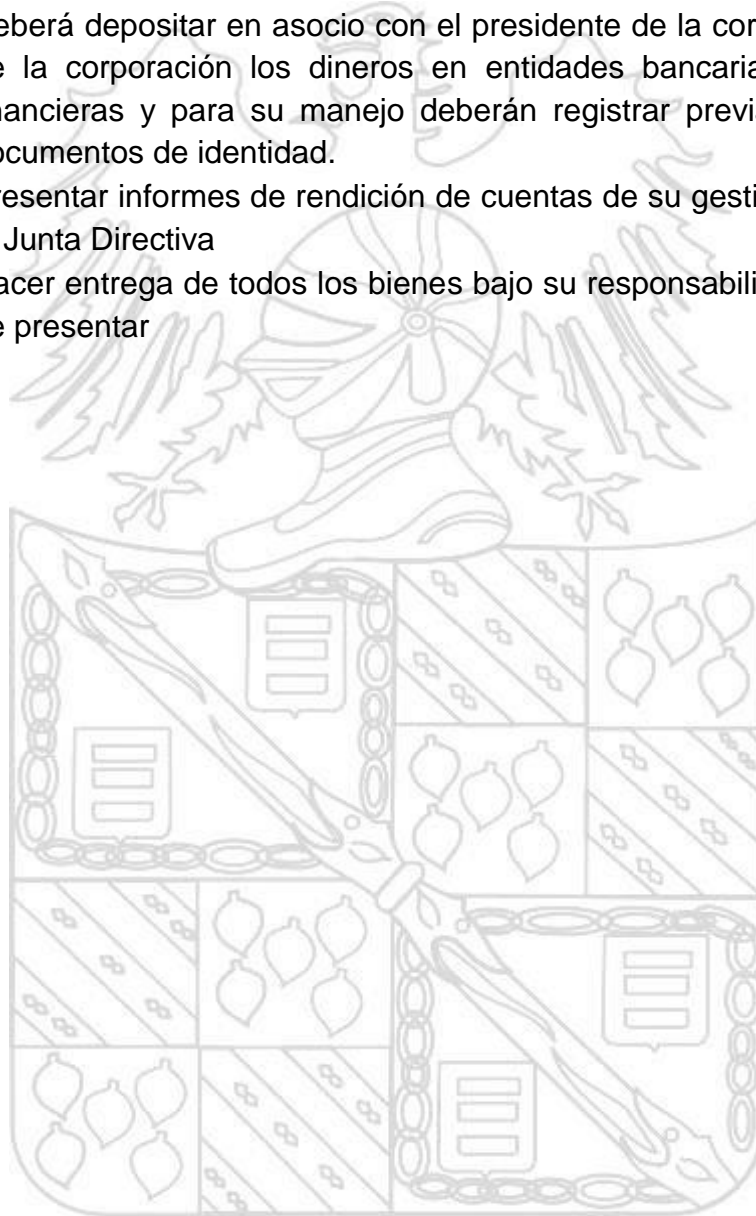 eberá depositar en asocio con el presidente de la cor
e la corporación los dineros en entidades bancaria
nancieras y para su manejo deberán registrar previ
ocumentos de identidad.
resentar informes de rendición de cuentas de su gesti
Junta Directiva
acer entrega de todos los bienes bajo su responsabili
e presentar